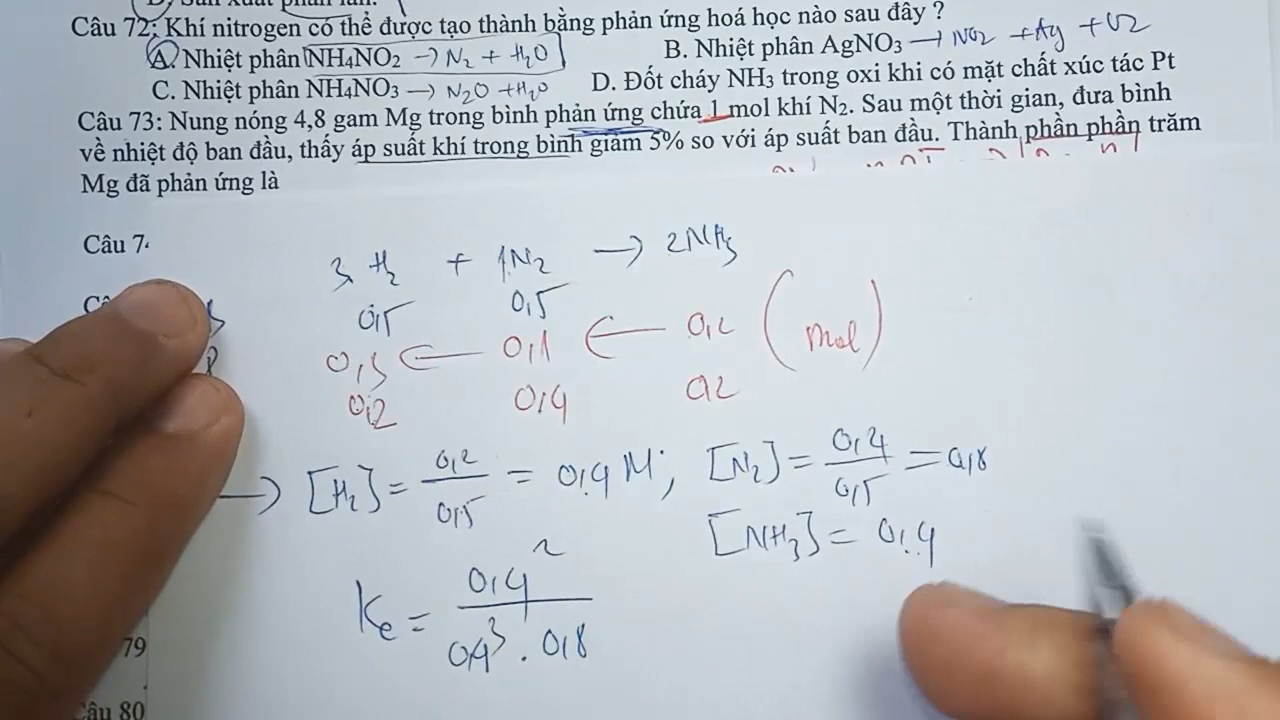 D. Sản xuất phân lân.
Câu 72: Khí nitrogen có thể được tạo thành bằng phản ứng hoá học nào sau đây ?
A. Nhiệt phân NH4NO2 → N2 + H2O B. Nhiệt phân AgNO3 → NO2 + Ag + O2
C. Nhiệt phân NH4NO3 → N2O + H2O D. Đốt cháy NH3 trong oxi khi có mặt chất xúc tác Pt
Câu 73: Nung nóng 4,8 gam Mg trong bình phản ứng chứa 1 mol khí N2. Sau một thời gian, đưa bình
về nhiệt độ ban đầu, thấy áp suất khí trong bình giảm 5% so với áp suất ban đầu. Thành phần phần trăm
Mg đã phản ứng là
Câu 7
3 H2 + 1N2 → 2NH3
0,5 0,5
0,3 ← 0,1 ← 0,2 (mol)
0,2 0,4 0,2
→ [H2] = 0,2/0,5 = 0,4 M; [N2] = 0,4/0,5 = 0,8
[NH3] = 0,4
Kc = 0,4^2 / 0,4^3 . 0,8
79
Câu 80